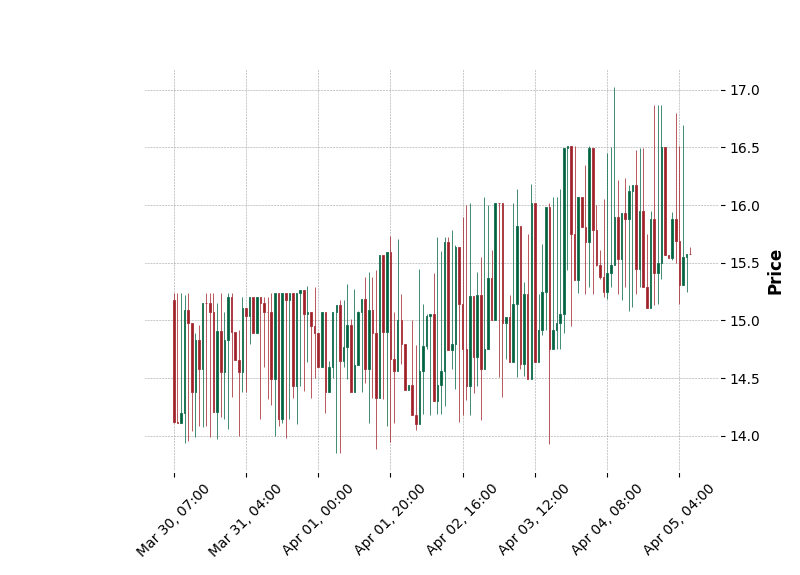 17.0
16.5
16.0
15.5
15.0
14.5
14.0
Price
Mar 30, 07:00
Mar 31, 04:00
Apr 01, 00:00
Apr 01, 20:00
Apr 02, 16:00
Apr 03, 12:00
Apr 04, 08:00
Apr 05, 04:00